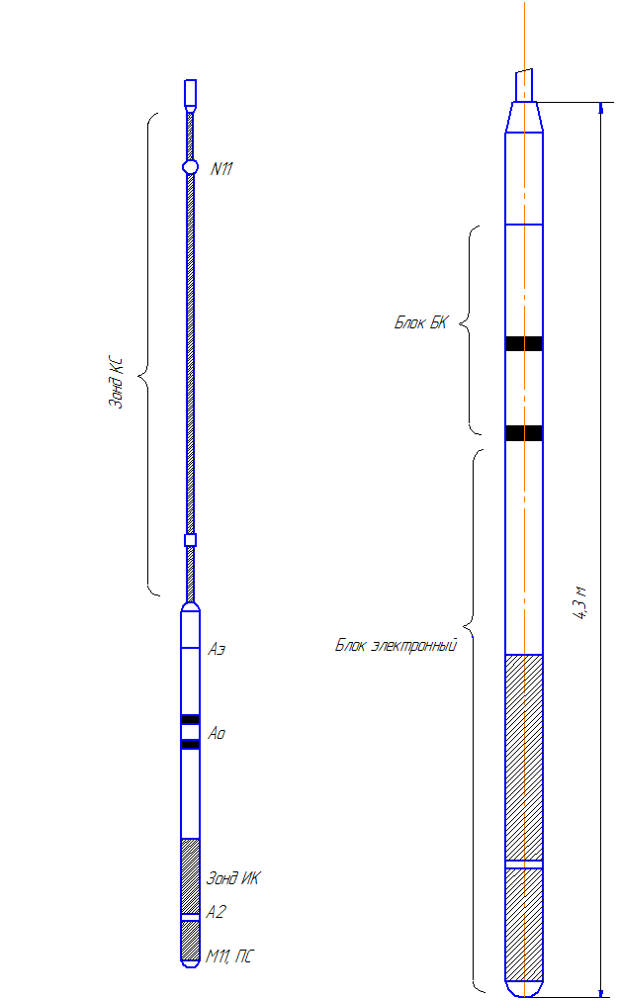 N11
Зонд КС
Аэ
Ао
Зонд ИК
А2
М11, ПС
Блок БК
Блок электронный
4,3 м